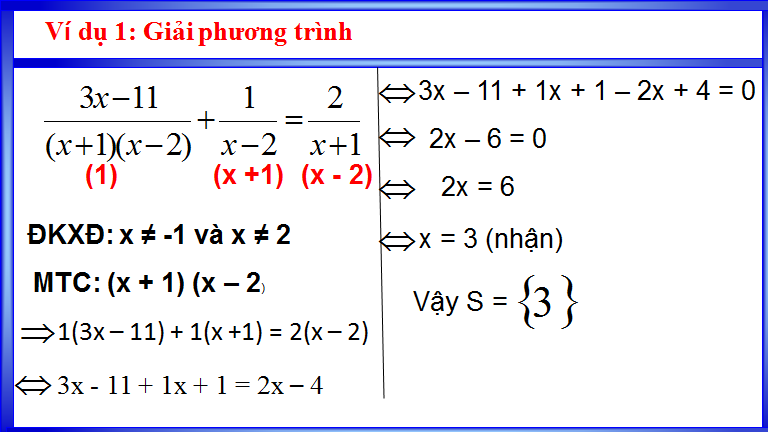 Ví dụ 1: Giải phương trình
(3x−11)/((x+1)(x−2)) + 1/(x−2) = 2/(x+1)
(1) (x +1) (x - 2)
ĐKXĐ: x ≠ -1 và x ≠ 2
MTC: (x + 1) (x – 2)
⇒1(3x – 11) + 1(x +1) = 2(x – 2)
⇔ 3x - 11 + 1x + 1 = 2x – 4
⇔3x – 11 + 1x + 1 – 2x + 4 = 0
⇔ 2x – 6 = 0
⇔ 2x = 6
⇔x = 3 (nhận)
Vậy S = {3}